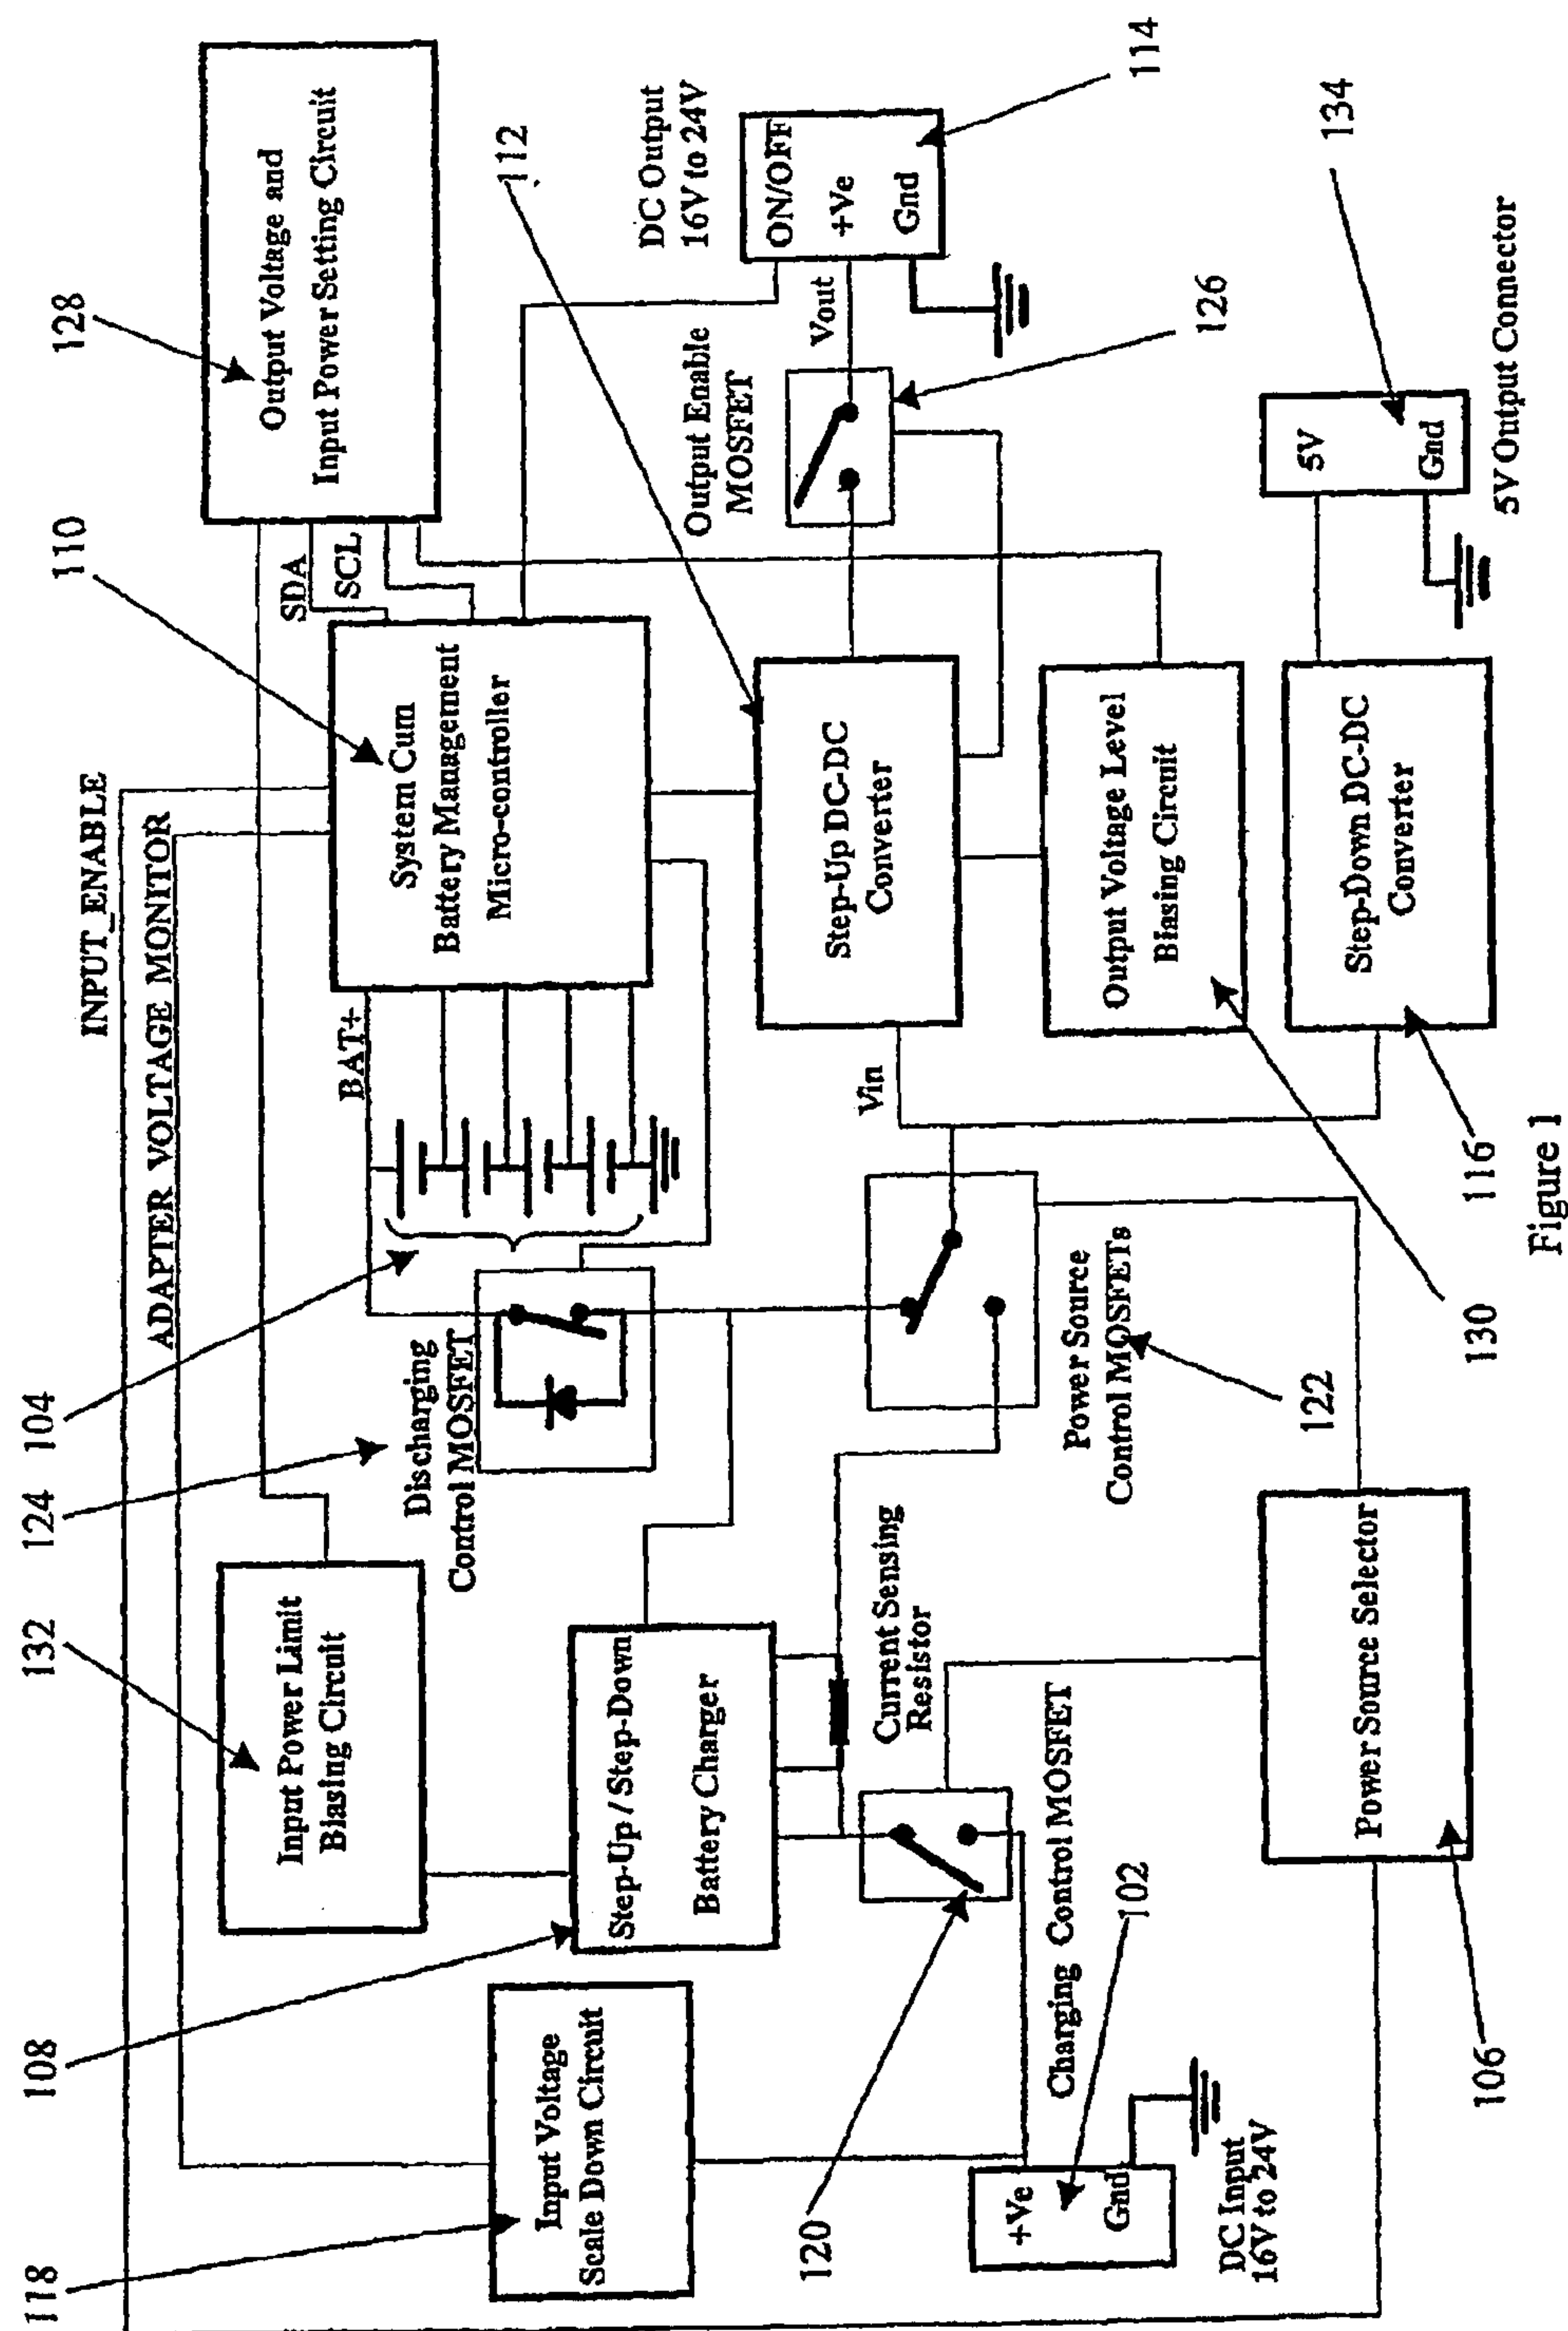 118
108
132
124
104
110
128
INPUT_ENABLE
ADAPTER VOLTAGE MONITOR
SDA
SCL
Output Voltage and
Input Power Setting Circuit
Input Power Limit
Biasing Circuit
Discharging
Control MOSFET
BAT+
System Cum
Battery Management
Micro-controller
112
Input Voltage
Scale Down Circuit
Step-Up / Step-Down
Battery Charger
Output Enable
MOSFET
DC Output
16V to 24V
ON/OFF
+Ve
Gnd
Vout
114
120
Current Sensing
Resistor
Vin
Step-Up DC-DC
Converter
126
+Ve
Gnd
102
Charging Control MOSFET
Power Source
Control MOSFETs
Output Voltage Level
Biasing Circuit
DC Input
16V to 24V
122
5V
Gnd
134
Power Source Selector
Step-Down DC-DC
Converter
5V Output Connector
106
130
116
Figure 1